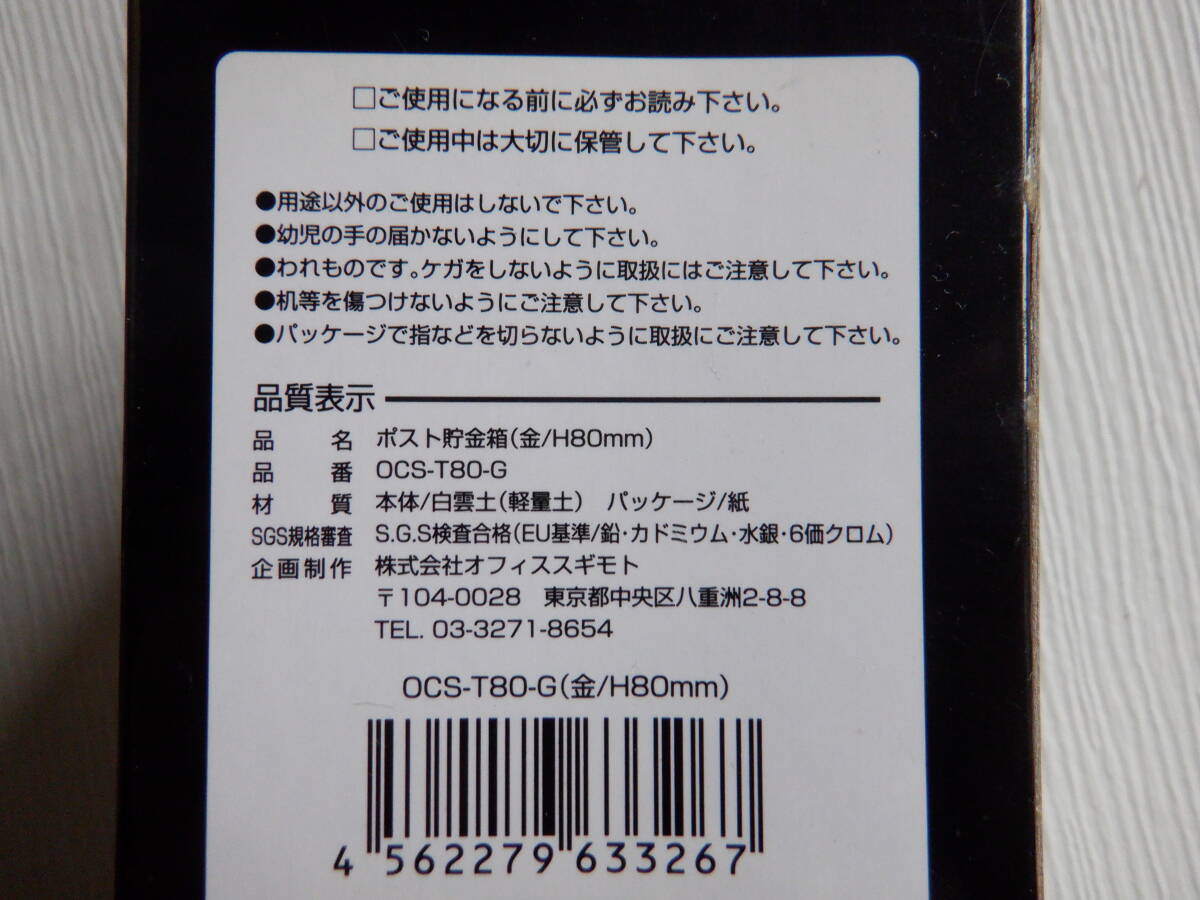 □ご使用になる前に必ずお読み下さい。
□ご使用中は大切に保管して下さい。
●用途以外のご使用はしないで下さい。
●幼児の手の届かないようにして下さい。
●われものです。ケガをしないように取扱にはご注意して下さい。
●机等を傷つけないようにご注意して下さい。
●パッケージで指などを切らないように取扱にご注意して下さい。
品質表示
品 名 ポスト貯金箱(金/H80mm)
品 番 OCS-T80-G
材 質 本体/白雲土(軽量土) パッケージ/紙
SGS規格審査 S.G.S検査合格(EU基準/鉛・カドミウム・水銀・6価クロム)
企画制作 株式会社オフィススギモト
〒104-0028 東京都中央区八重洲2-8-8
TEL. 03-3271-8654
OCS-T80-G(金/H80mm)
4 562279 633267